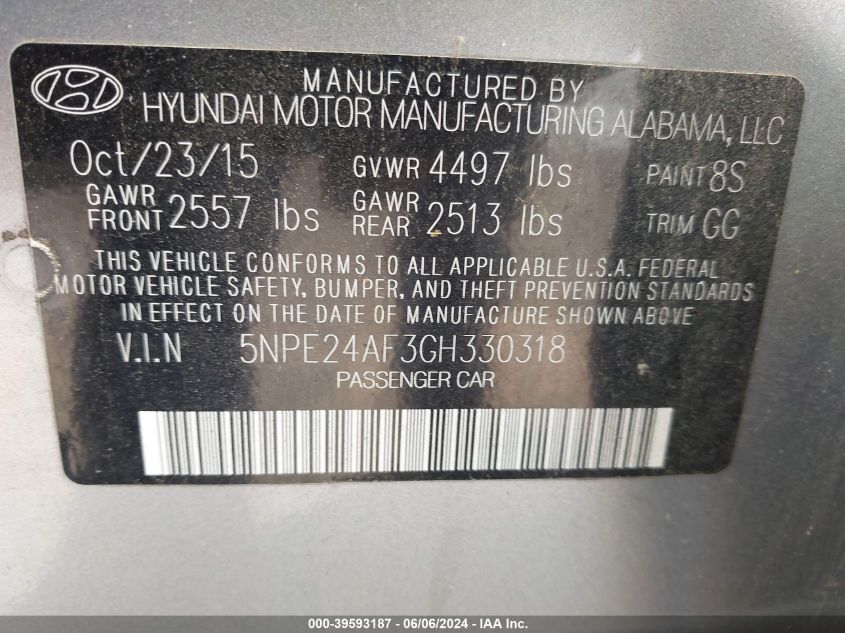 MANUFACTURED BY
HYUNDAI MOTOR MANUFACTURING ALABAMA, LLC
Oct/23/15 GVWR 4497 lbs PAINT 8S
GAWR FRONT 2557 lbs GAWR REAR 2513 lbs TRIM GG
THIS VEHICLE CONFORMS TO ALL APPLICABLE U.S.A. FEDERAL
MOTOR VEHICLE SAFETY, BUMPER, AND THEFT PREVENTION STANDARDS
IN EFFECT ON THE DATE OF MANUFACTURE SHOWN ABOVE
V.I.N 5NPE24AF3GH330318
PASSENGER CAR
000-39593187 - 06/06/2024 - IAA Inc.